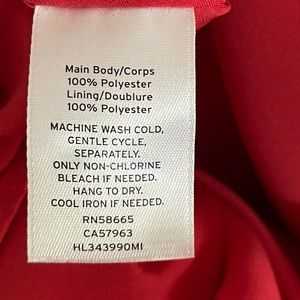 Main Body/Corps
100% Polyester
Lining/Doublure
100% Polyester
MACHINE WASH COLD,
GENTLE CYCLE,
SEPARATELY.
ONLY NON-CHLORINE
BLEACH IF NEEDED.
HANG TO DRY.
COOL IRON IF NEEDED.
RN58665
CA57963
HL343990MI